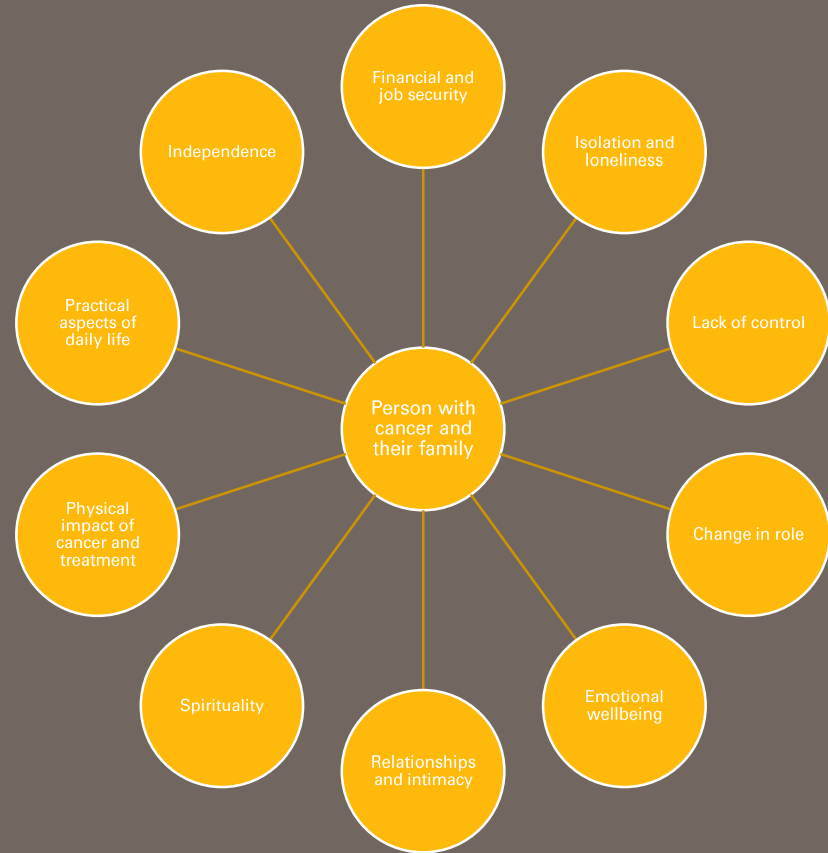 Financial and
job security
Isolation and
loneliness
Lack of control
Change in role
Emotional
wellbeing
Relationships
and intimacy
Spirituality
Physical
impact of
cancer and
treatment
Practical
aspects of
daily life
Independence
Person with
cancer and
their family